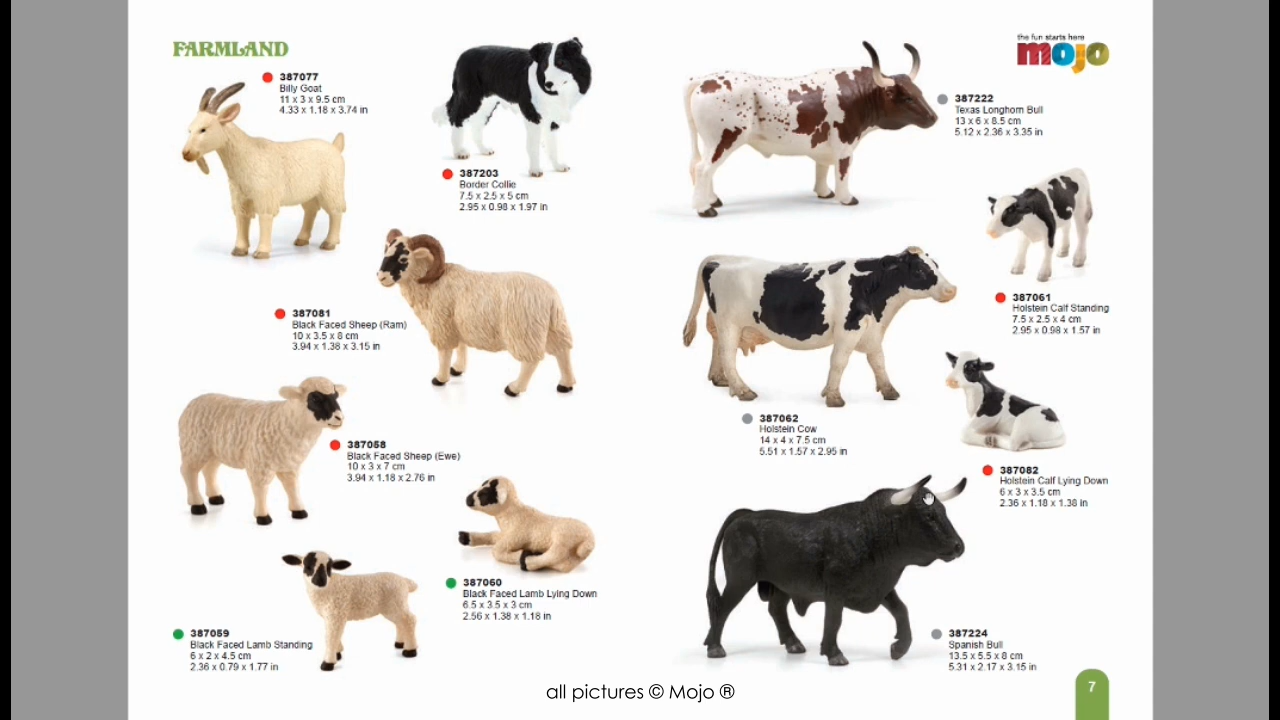 FARMLAND
the fun starts here
mojo
387077
Billy Goat
11 x 3 x 9.5 cm
4.33 x 1.18 x 3.74 in
387203
Border Collie
7.5 x 2.5 x 5 cm
2.95 x 0.98 x 1.97 in
387222
Texas Longhorn Bull
13 x 6 x 8.5 cm
5.12 x 2.36 x 3.35 in
387081
Black Faced Sheep (Ram)
10 x 3.5 x 8 cm
3.94 x 1.38 x 3.15 in
387061
Holstein Calf Standing
7.5 x 2.5 x 4 cm
2.95 x 0.98 x 1.57 in
387058
Black Faced Sheep (Ewe)
10 x 3 x 7 cm
3.94 x 1.18 x 2.76 in
387062
Holstein Cow
14 x 4 x 7.5 cm
5.51 x 1.57 x 2.95 in
387082
Holstein Calf Lying Down
6 x 3 x 3.5 cm
2.36 x 1.18 x 1.38 in
387060
Black Faced Lamb Lying Down
6.5 x 3.5 x 3 cm
2.56 x 1.38 x 1.18 in
387059
Black Faced Lamb Standing
6 x 2 x 4.5 cm
2.36 x 0.79 x 1.77 in
387224
Spanish Bull
13.5 x 5.5 x 8 cm
5.31 x 2.17 x 3.15 in
all pictures © Mojo ®
7